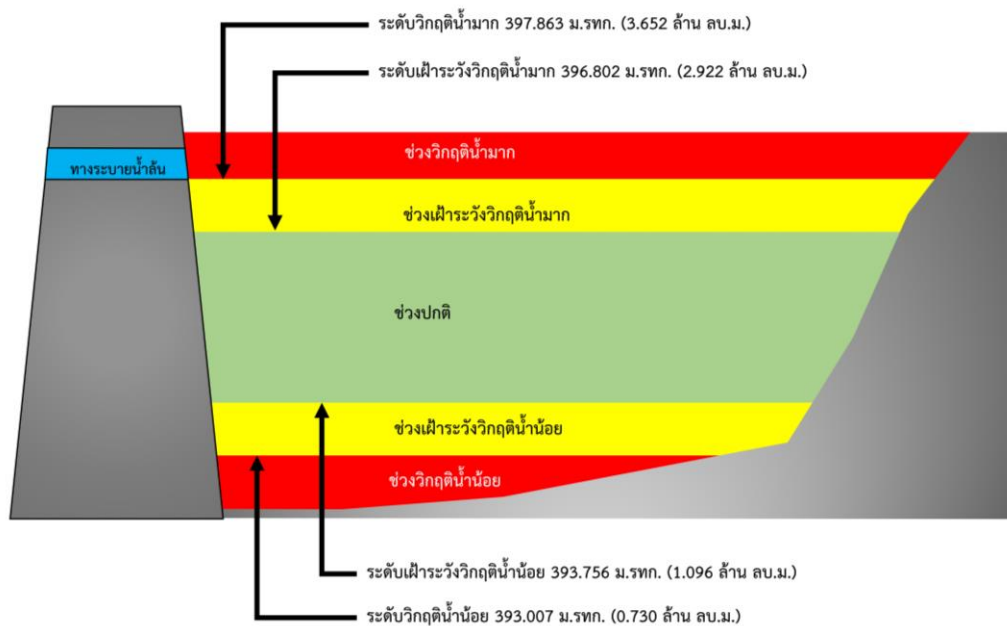 ระดับวิกฤติน้ำมาก 397.863 ม.รทก. (3.652 ล้าน ลบ.ม.)
ระดับเฝ้าระวังวิกฤติน้ำมาก 396.802 ม.รทก. (2.922 ล้าน ลบ.ม.)
ช่วงวิกฤติน้ำมาก
ทางระบายน้ำล้น
ช่วงเฝ้าระวังวิกฤติน้ำมาก
ช่วงปกติ
ช่วงเฝ้าระวังวิกฤติน้ำน้อย
ช่วงวิกฤติน้ำน้อย
ระดับเฝ้าระวังวิกฤติน้ำน้อย 393.756 ม.รทก. (1.096 ล้าน ลบ.ม.)
ระดับวิกฤติน้ำน้อย 393.007 ม.รทก. (0.730 ล้าน ลบ.ม.)